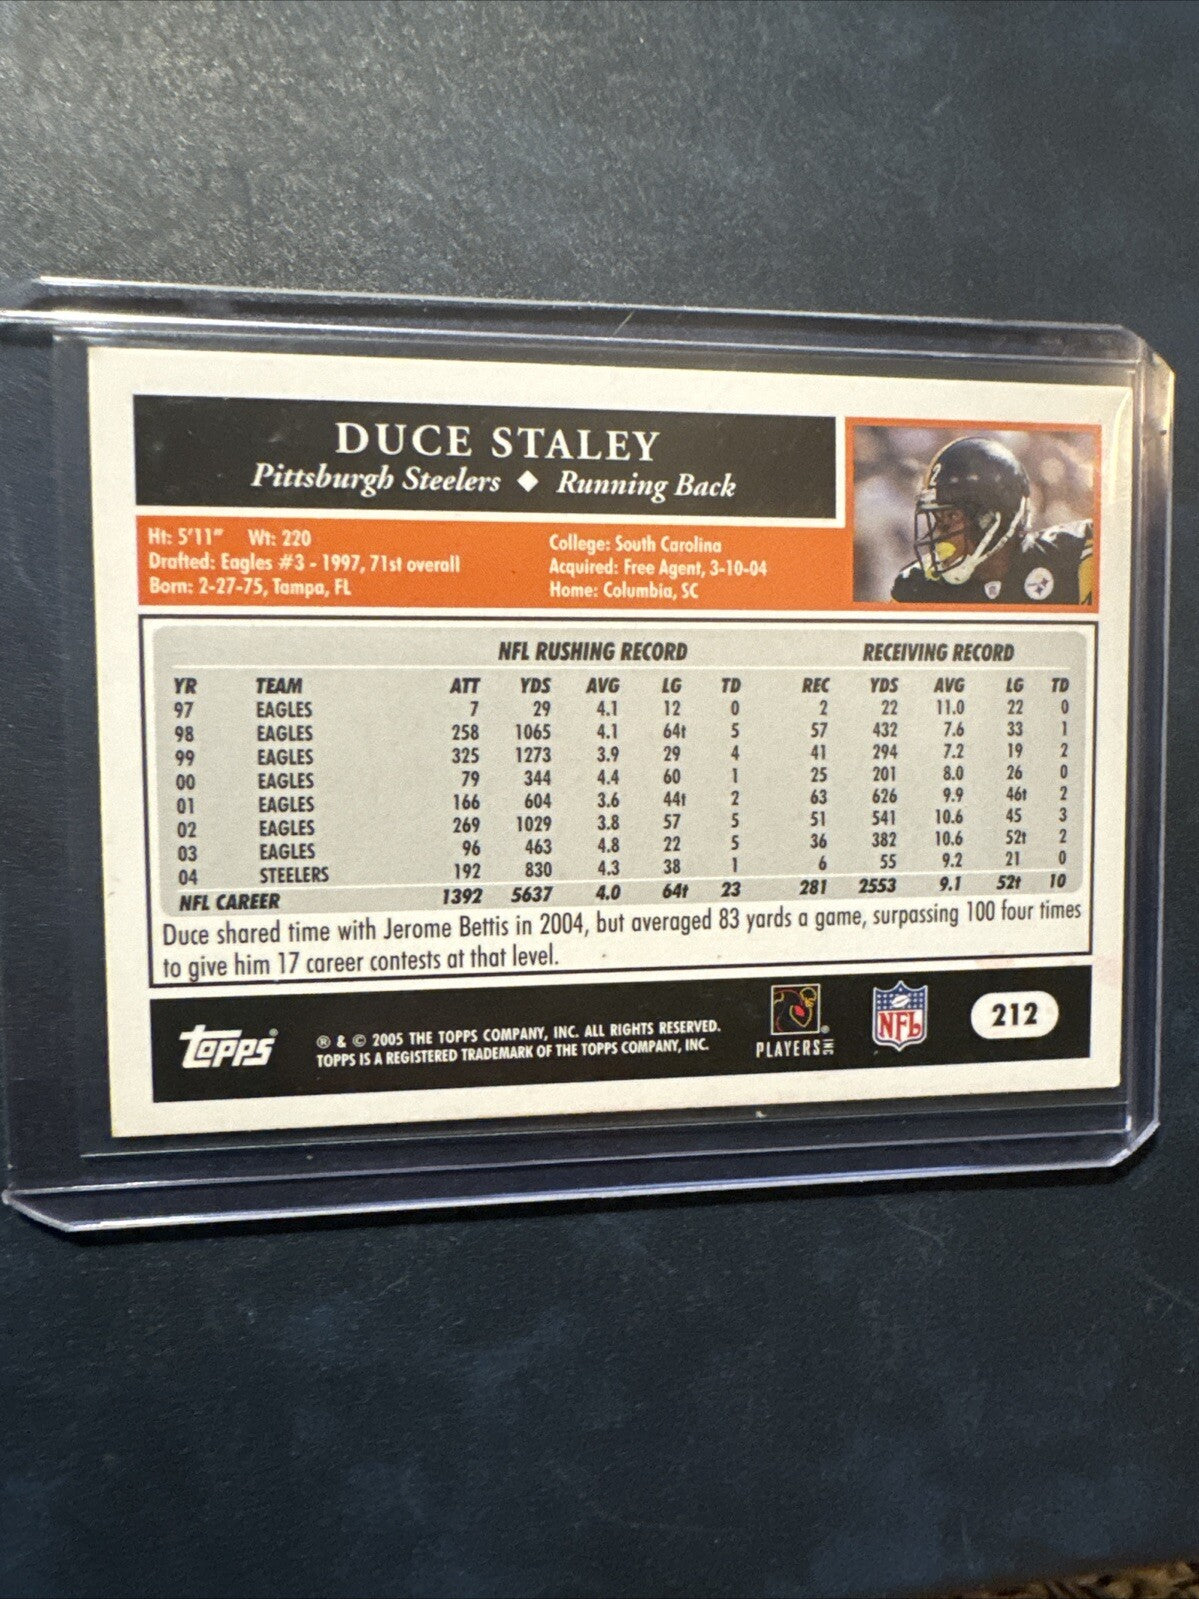 DUCE STALEY
Pittsburgh Steelers ◆ Running Back
Ht: 5'11" Wt: 220
Drafted: Eagles #3 - 1997, 71st overall
Born: 2-27-75, Tampa, FL
College: South Carolina
Acquired: Free Agent, 3-10-04
Home: Columbia, SC
NFL RUSHING RECORD RECEIVING RECORD
YR TEAM ATT YDS AVG LG TD REC YDS AVG LG TD
97 EAGLES 7 29 4.1 12 0 2 22 11.0 22 0
98 EAGLES 258 1065 4.1 64t 5 57 432 7.6 33 1
99 EAGLES 325 1273 3.9 29 4 41 294 7.2 19 2
00 EAGLES 79 344 4.4 60 1 25 201 8.0 26 0
01 EAGLES 166 604 3.6 44t 2 63 626 9.9 46t 2
02 EAGLES 269 1029 3.8 57 5 51 541 10.6 45 3
03 EAGLES 96 463 4.8 22 5 36 382 10.6 52t 2
04 STEELERS 192 830 4.3 38 1 6 55 9.2 21 0
NFL CAREER 1392 5637 4.0 64t 23 281 2553 9.1 52t 10
Duce shared time with Jerome Bettis in 2004, but averaged 83 yards a game, surpassing 100 four times
to give him 17 career contests at that level.
Topps®
® & © 2005 THE TOPPS COMPANY, INC. ALL RIGHTS RESERVED.
TOPPS IS A REGISTERED TRADEMARK OF THE TOPPS COMPANY, INC.
PLAYERS INC
NFL
212